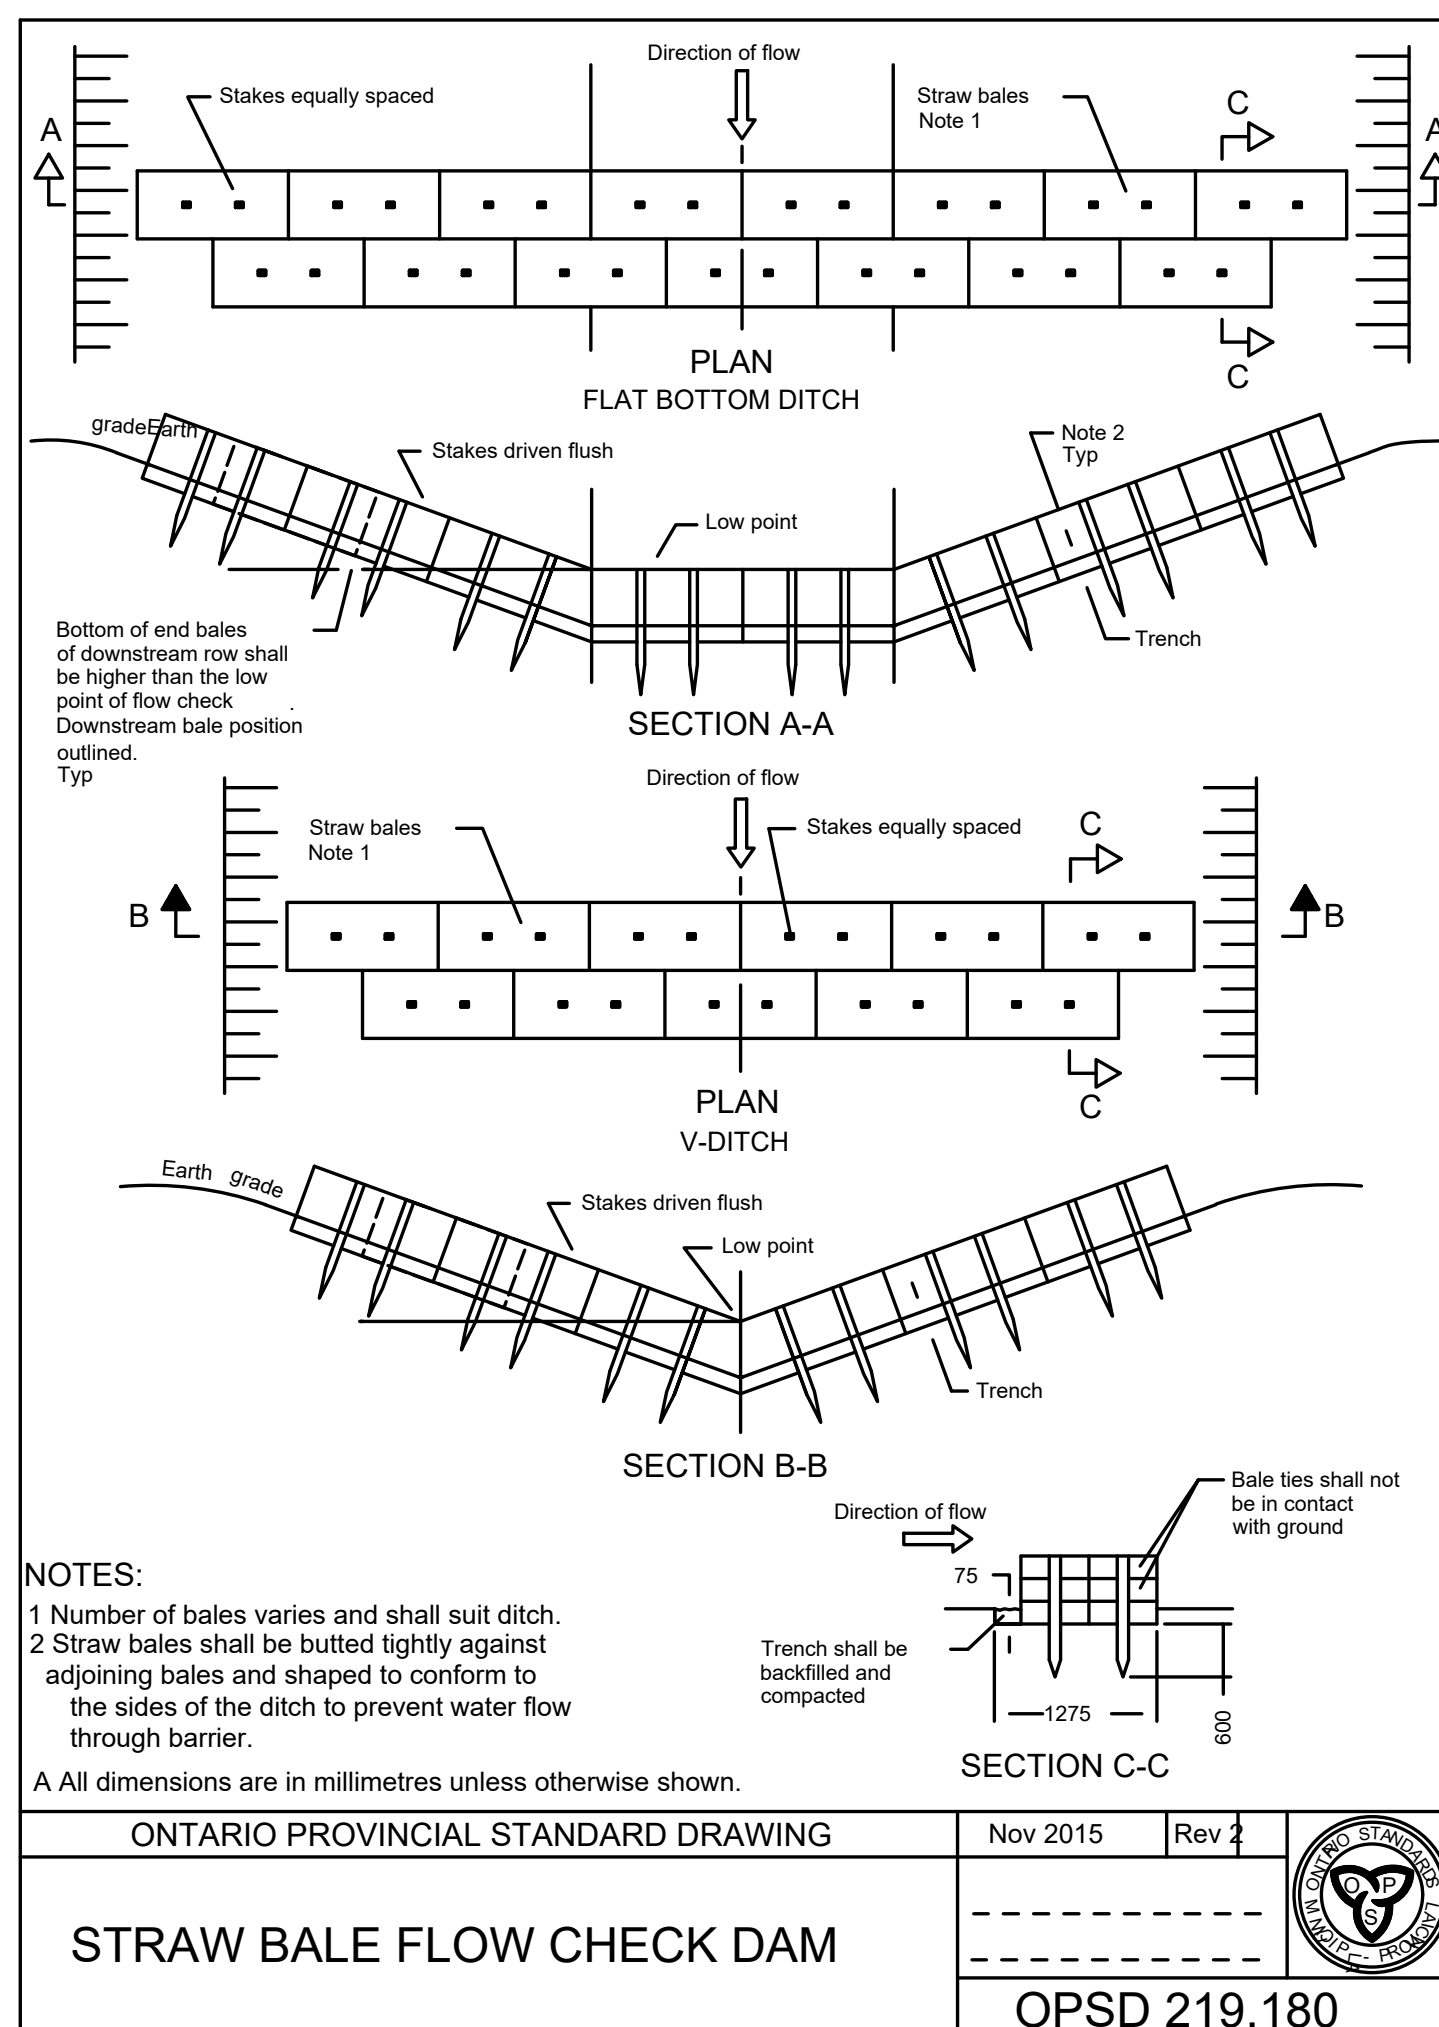 Direction of flow
Stakes equally spaced
Straw bales
Note 1
C
A
A
C
PLAN
FLAT BOTTOM DITCH
gradeEarth
Stakes driven flush
Note 2
Typ
Low point
Bottom of end bales
of downstream row shall
be higher than the low
point of flow check .
Downstream bale position
outlined.
Typ
Trench
SECTION A-A
Direction of flow
Straw bales
Note 1
Stakes equally spaced
C
B
B
C
PLAN
V-DITCH
Earth grade
Stakes driven flush
Low point
Trench
SECTION B-B
Direction of flow
Bale ties shall not
be in contact
with ground
75
Trench shall be
backfilled and
compacted
1275
600
SECTION C-C
NOTES:
1 Number of bales varies and shall suit ditch.
2 Straw bales shall be butted tightly against
adjoining bales and shaped to conform to
the sides of the ditch to prevent water flow
through barrier.
A All dimensions are in millimetres unless otherwise shown.
ONTARIO PROVINCIAL STANDARD DRAWING
Nov 2015
Rev 2
STRAW BALE FLOW CHECK DAM
O P
S
OPSD 219.180